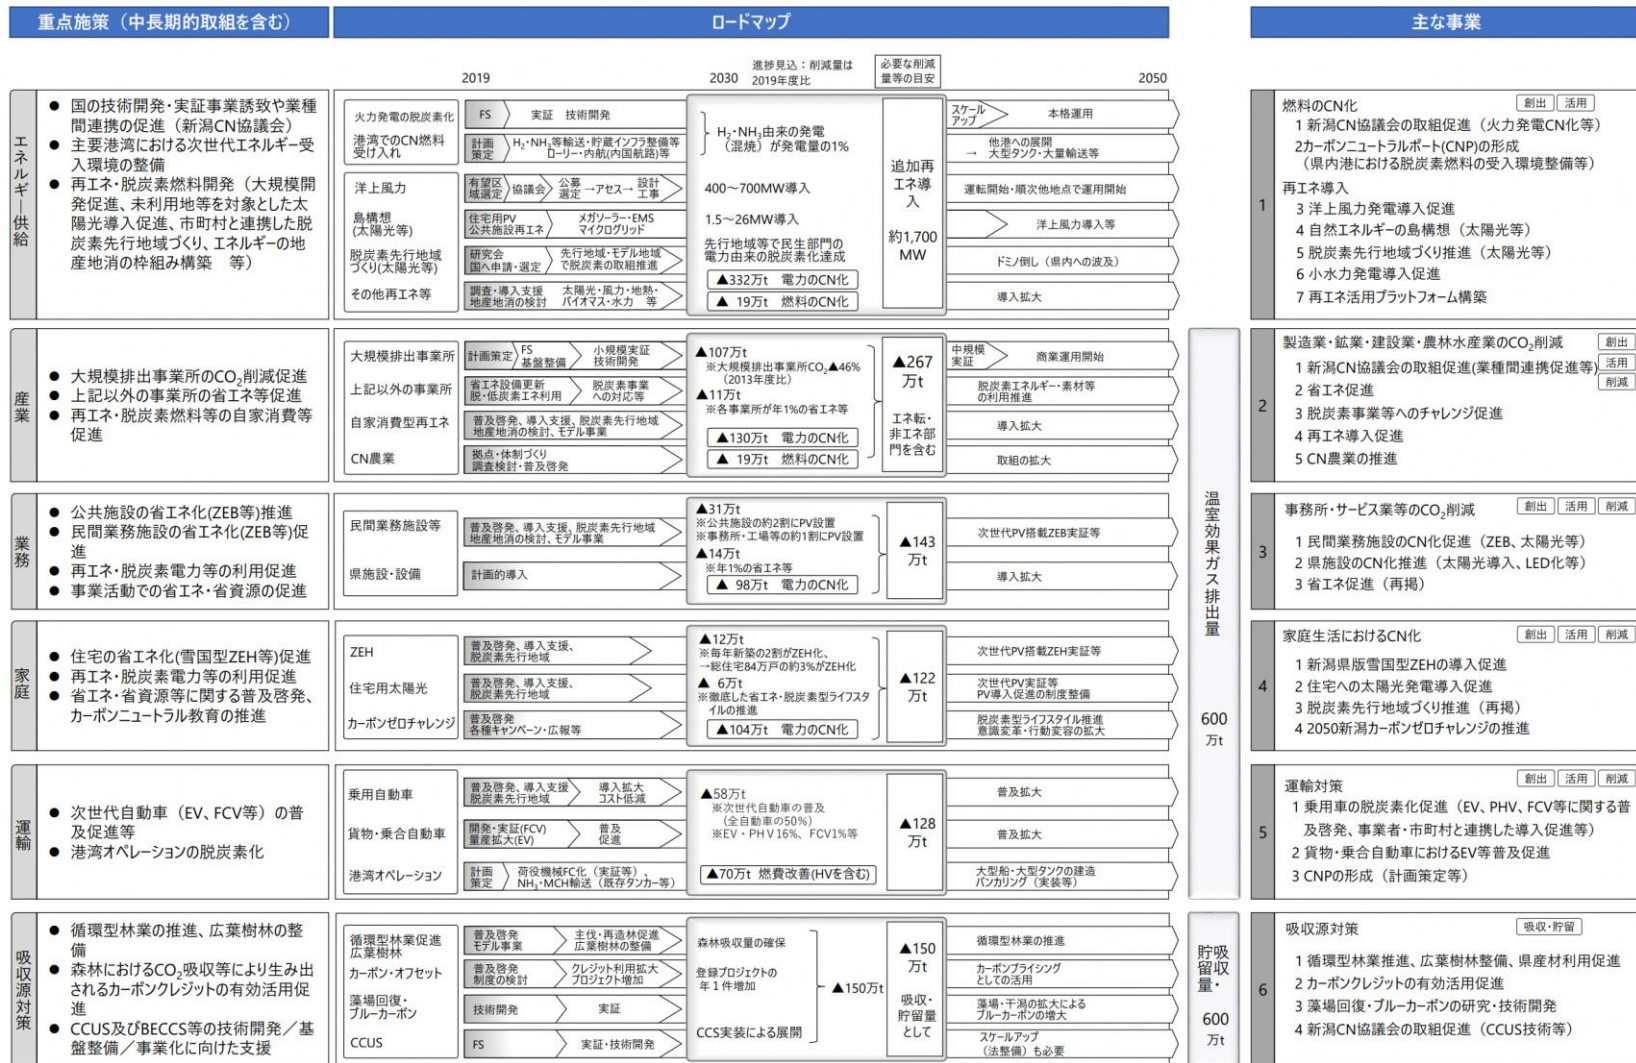 重点施策（中長期的取組を含む）
ロードマップ
主な事業
2019
2030
進捗見込：削減量は
2019年度比
必要な削減
量等の目安
2050
エネルギー供給
● 国の技術開発・実証事業誘致や業種
間連携の促進（新潟CN協議会）
● 主要港湾における次世代エネルギー受
入環境の整備
● 再エネ・脱炭素燃料開発（大規模開
発促進、未利用地等を対象とした太
陽光導入促進、市町村と連携した脱
炭素先行地域づくり、エネルギーの地
産地消の枠組み構築　等）
火力発電の脱炭素化
FS
実証　技術開発
スケール
アップ
本格運用
港湾でのCN燃料
受け入れ
計画
策定
H₂・NH₃等輸送・貯蔵インフラ整備等
ローリー・内航(内国航路)等
H₂・NH₃由来の発電
（混焼）が発電量の1%
他港への展開
→ 大型タンク・大量輸送等
洋上風力
有望区
域選定
協議会
公募
選定
→アセス→
設計
工事
400～700MW導入
運転開始・順次他地点で運用開始
島構想
(太陽光等)
住宅用PV
公共施設再エネ
メガソーラー・EMS
マイクログリッド
1.5～26MW導入
洋上風力導入等
脱炭素先行地域
づくり(太陽光等)
研究会
国へ申請・選定
先行地域・モデル地域
で脱炭素の取組推進
先行地域等で民生部門の
電力由来の脱炭素化達成
ドミノ倒し（県内への波及）
その他再エネ等
調査・導入支援
地産地消の検討
太陽光・風力・地熱・
バイオマス・水力　等
▲332万t　電力のCN化
▲ 19万t　燃料のCN化
導入拡大
追加再
エネ導
入
約1,700
MW
1
燃料のCN化
創出
活用
1 新潟CN協議会の取組促進（火力発電CN化等）
2カーボンニュートラルポート(CNP)の形成
（県内港における脱炭素燃料の受入環境整備等）
再エネ導入
3 洋上風力発電導入促進
4 自然エネルギーの島構想（太陽光等）
5 脱炭素先行地域づくり推進（太陽光等）
6 小水力発電導入促進
7 再エネ活用プラットフォーム構築
産業
● 大規模排出事業所のCO₂削減促進
● 上記以外の事業所の省エネ等促進
● 再エネ・脱炭素燃料等の自家消費等
促進
大規模排出事業所
計画策定
FS
基盤整備
小規模実証
技術開発
▲107万t
※大規模排出事業所CO₂▲46%
（2013年度比）
中規模
実証
商業運用開始
上記以外の事業所
省エネ設備更新
脱・低炭素エネ利用
脱炭素事業
への対応等
▲11万t
※各事業所が年1%の省エネ等
脱炭素エネルギー・素材等
の利用推進
自家消費型再エネ
普及啓発、導入支援、脱炭素先行地域
地産地消の検討、モデル事業
▲130万t　電力のCN化
導入拡大
CN農業
拠点・体制づくり
調査検討・普及啓発
▲ 19万t　燃料のCN化
取組の拡大
▲267
万t
エネ転・
非エネ部
門を含む
2
製造業・鉱業・建設業・農林水産業のCO₂削減
創出
活用
削減
1 新潟CN協議会の取組促進(業種間連携促進等)
2 省エネ促進
3 脱炭素事業等へのチャレンジ促進
4 再エネ導入促進
5 CN農業の推進
業務
● 公共施設の省エネ化(ZEB等)推進
● 民間業務施設の省エネ化(ZEB等)促
進
● 再エネ・脱炭素電力等の利用促進
● 事業活動での省エネ・省資源の促進
民間業務施設等
普及啓発、導入支援、脱炭素先行地域
地産地消の検討、モデル事業
▲31万t
※公共施設の約2割にPV設置
※事務所・工場等の約1割にPV設置
▲14万t
※年1%の省エネ等
▲ 98万t　電力のCN化
次世代PV搭載ZEB実証等
県施設・設備
計画的導入
導入拡大
▲143
万t
3
事務所・サービス業等のCO₂削減
創出
活用
削減
1 民間業務施設のCN化促進（ZEB、太陽光等）
2 県施設のCN化推進（太陽光導入、LED化等）
3 省エネ促進（再掲）
家庭
● 住宅の省エネ化(雪国型ZEH等)促進
● 再エネ・脱炭素電力等の利用促進
● 省エネ・省資源等に関する普及啓発、
カーボンニュートラル教育の推進
ZEH
普及啓発、導入支援、
脱炭素先行地域
▲12万t
※毎年新築の2割がZEH化、
→総住宅84万戸の約3%がZEH化
次世代PV搭載ZEH実証等
住宅用太陽光
普及啓発、導入支援、
脱炭素先行地域
▲ 6万t
※徹底した省エネ・脱炭素型ライフス
タイルの推進
次世代PV実証等
PV導入促進の制度整備
カーボンゼロチャレンジ
普及啓発
各種キャンペーン・広報等
▲104万t　電力のCN化
脱炭素型ライフスタイル推進
意識変革・行動変容の拡大
▲122
万t
4
家庭生活におけるCN化
創出
活用
削減
1 新潟県版雪国型ZEHの導入促進
2 住宅への太陽光発電導入促進
3 脱炭素先行地域づくり推進（再掲）
4 2050新潟カーボンゼロチャレンジの推進
運輸
● 次世代自動車（EV、FCV等）の普
及促進等
● 港湾オペレーションの脱炭素化
乗用自動車
普及啓発、導入支援
脱炭素先行地域
導入拡大
コスト低減
▲58万t
※次世代自動車の普及
（全自動車の50%）
※EV・PHV16%、FCV1%等
普及拡大
貨物・乗合自動車
開発・実証(FCV)
量産拡大(EV)
普及
促進
普及拡大
港湾オペレーション
計画
策定
荷役機械FC化（実証等）、
NH₃・MCH輸送（既存タンカー等）
▲70万t　燃費改善(HVを含む)
大型船・大型タンクの建造
バンカリング（実装等）
▲128
万t
5
運輸対策
創出
活用
削減
1 乗用車の脱炭素化促進（EV、PHV、FCV等に関する普
及啓発、事業者・市町村と連携した導入促進等）
2 貨物・乗合自動車におけるEV等普及促進
3 CNPの形成（計画策定等）
温室効果ガス排出量
600
万t
吸収源対策
● 循環型林業の推進、広葉樹林の整
備
● 森林におけるCO₂吸収等により生み出
されるカーボンクレジットの有効活用促
進
● CCUS及びBECCS等の技術開発／基
盤整備／事業化に向けた支援
循環型林業促進
広葉樹林
普及啓発
モデル事業
主伐・再造林促進
広葉樹林の整備
森林吸収量の確保
循環型林業の推進
カーボン・オフセット
普及啓発
制度の検討
クレジット利用拡大
プロジェクト増加
登録プロジェクトの
年１件増加
カーボンプライシング
としての活用
藻場回復・
ブルーカーボン
技術開発
実証
▲150万t
藻場・干潟の拡大による
ブルーカーボンの増大
CCUS
FS
実証・技術開発
CCS実装による展開
スケールアップ
（法整備）も必要
▲150
万t
吸収・
貯留量
として
吸収量・貯留量
600
万t
6
吸収源対策
吸収・貯留
1 循環型林業推進、広葉樹林整備、県産材利用促進
2 カーボンクレジットの有効活用促進
3 藻場回復・ブルーカーボンの研究・技術開発
4 新潟CN協議会の取組促進（CCUS技術等）